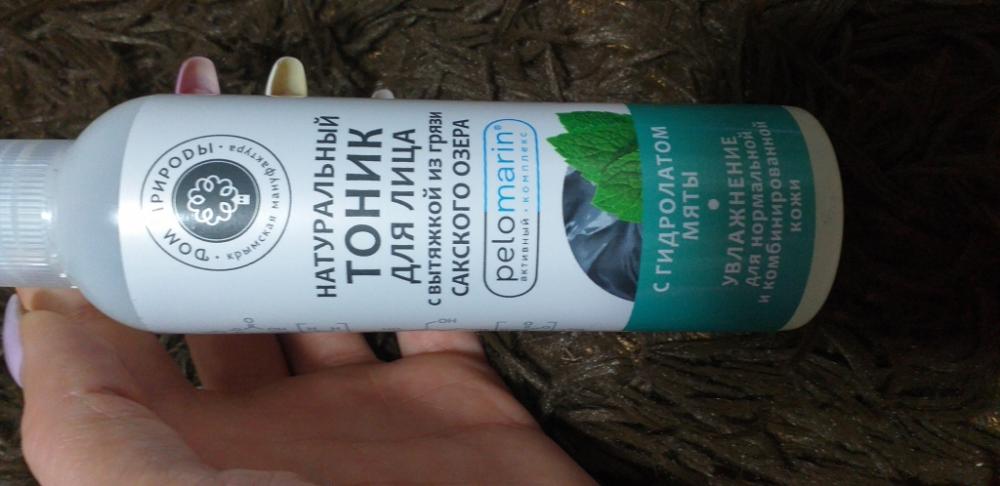 ДОМ ПРИРОДЫ
• крымская мануфактура •
НАТУРАЛЬНЫЙ
ТОНИК
ДЛЯ ЛИЦА
С ВЫТЯЖКОЙ ИЗ ГРЯЗИ
САКСКОГО ОЗЕРА
pelomarin®
активный • комплекс
С ГИДРОЛАТОМ
МЯТЫ
•
УВЛАЖНЕНИЕ
для нормальной
и комбинированной
кожи
OH